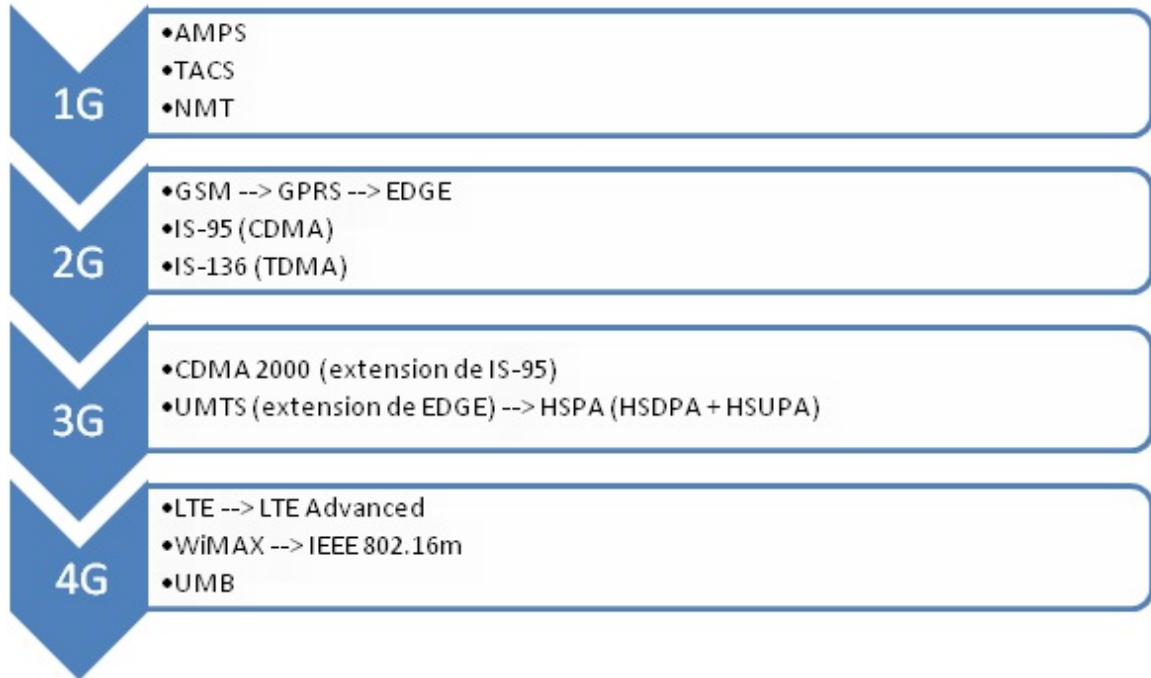 1G
•AMPS
•TACS
•NMT
2G
•GSM --> GPRS --> EDGE
•IS-95 (CDMA)
•IS-136 (TDMA)
3G
•CDMA 2000 (extension de IS-95)
•UMTS (extension de EDGE) --> HSPA (HSDPA + HSUPA)
4G
•LTE --> LTE Advanced
•WiMAX --> IEEE 802.16m
•UMB